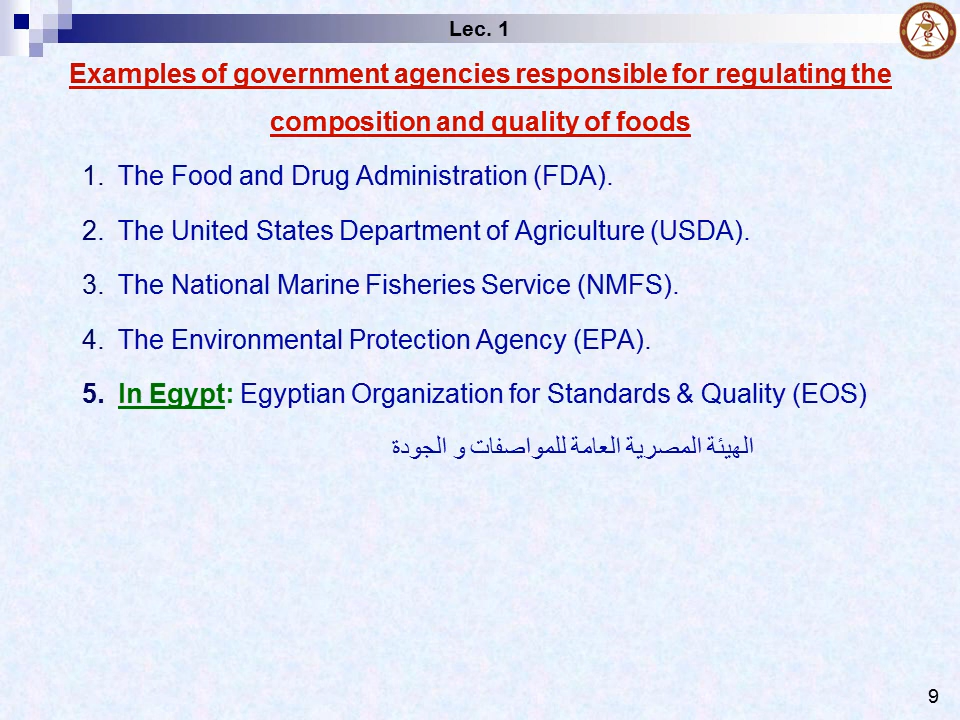 Lec. 1
Examples of government agencies responsible for regulating the
composition and quality of foods
1. The Food and Drug Administration (FDA).
2. The United States Department of Agriculture (USDA).
3. The National Marine Fisheries Service (NMFS).
4. The Environmental Protection Agency (EPA).
5. In Egypt: Egyptian Organization for Standards & Quality (EOS)
الهيئة المصرية العامة للمواصفات و الجودة
9